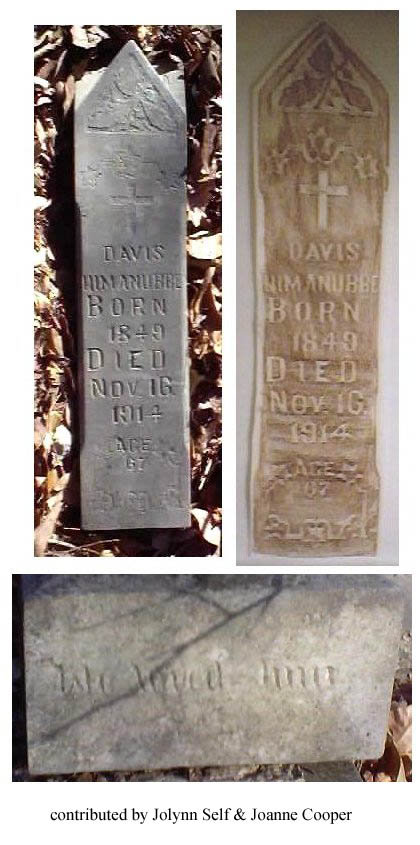 DAVIS
HIMANUBBE
BORN
1849
DIED
NOV. 16.
1914
AGE
67
DAVIS
HIMANUBBE
BORN
1849
DIED
NOV. 16.
1914
AGE
67
We loved him
contributed by Jolynn Self & Joanne Cooper